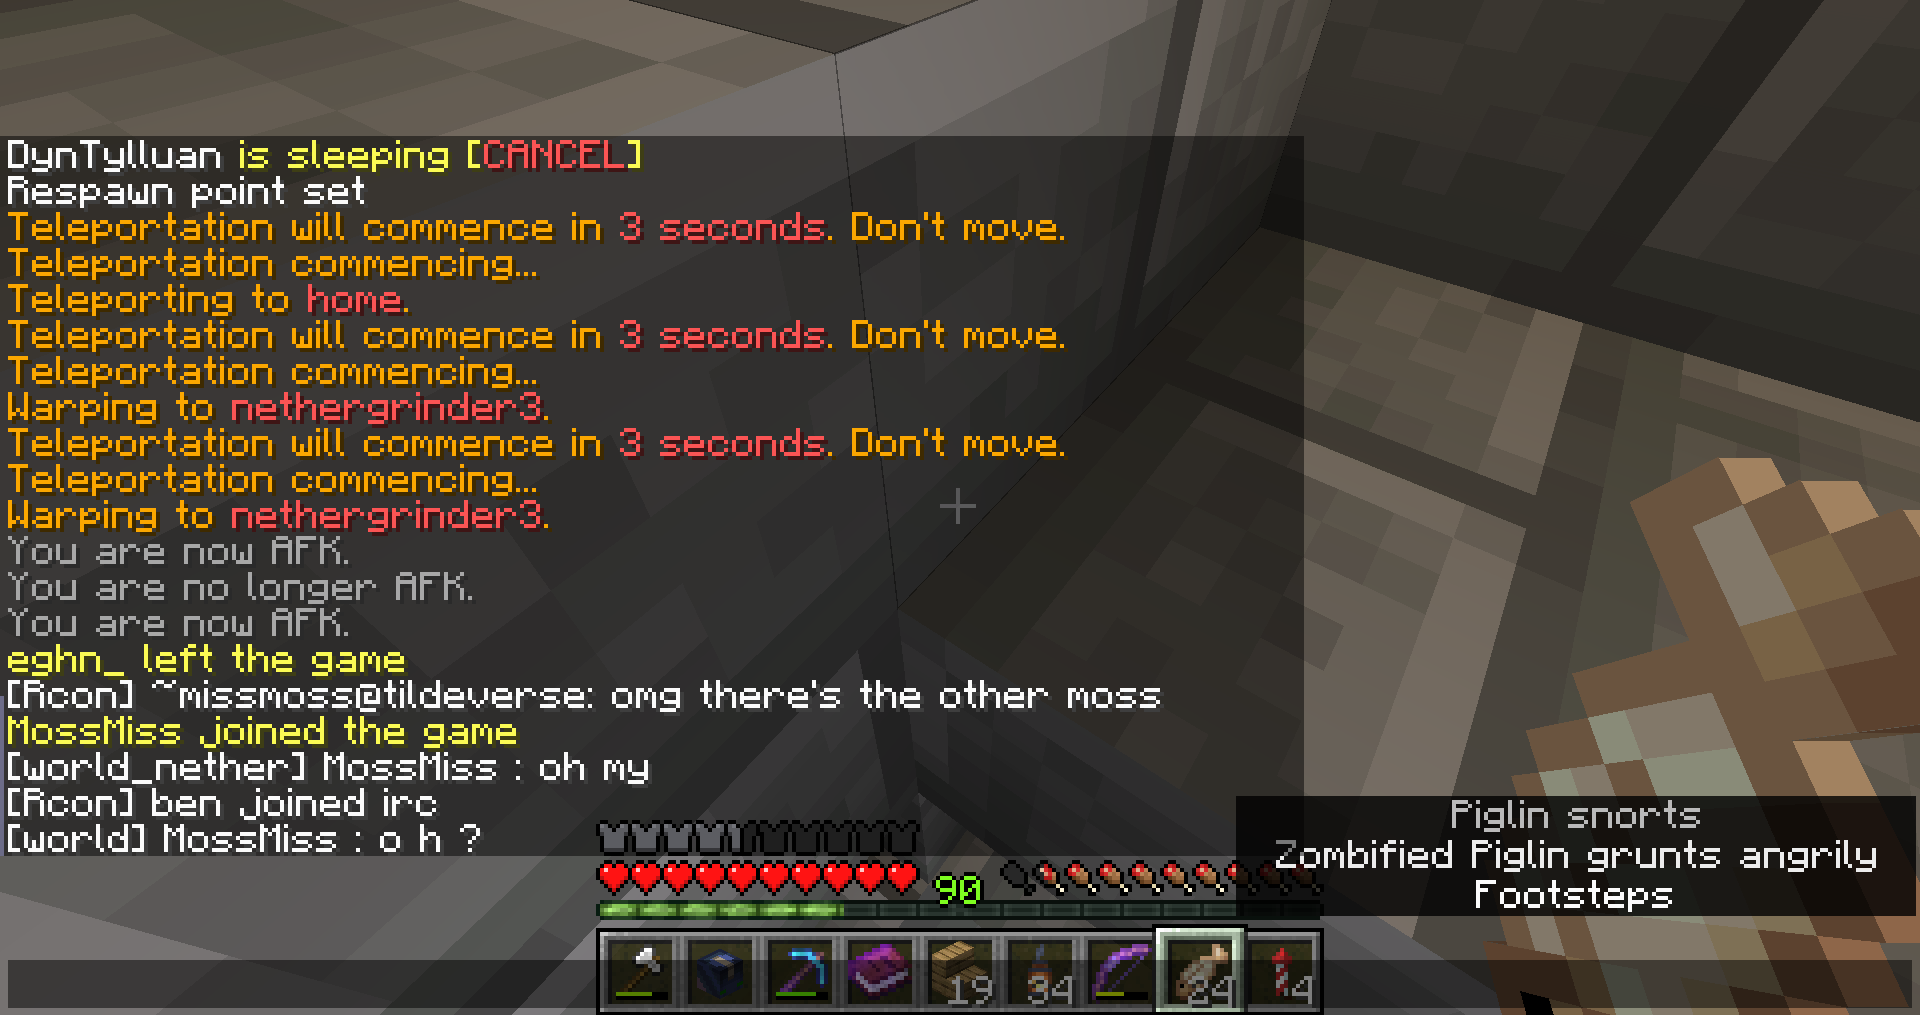 DynTylluan is sleeping [CANCEL]
Respawn point set
Teleportation will commence in 3 seconds. Don't move.
Teleportation commencing...
Teleporting to home.
Teleportation will commence in 3 seconds. Don't move.
Teleportation commencing...
Warping to nethergrinder3.
Teleportation will commence in 3 seconds. Don't move.
Teleportation commencing...
Warping to nethergrinder3.
You are now AFK.
You are no longer AFK.
You are now AFK.
eghn_ left the game
[Rcon] ~missmoss@tildeverse: omg there's the other moss
MossMiss joined the game
[world_nether] MossMiss : oh my
[Rcon] ben joined irc
[world] MossMiss : o h ?
Piglin snorts
Zombified Piglin grunts angrily
Footsteps
90
19 34 24 4